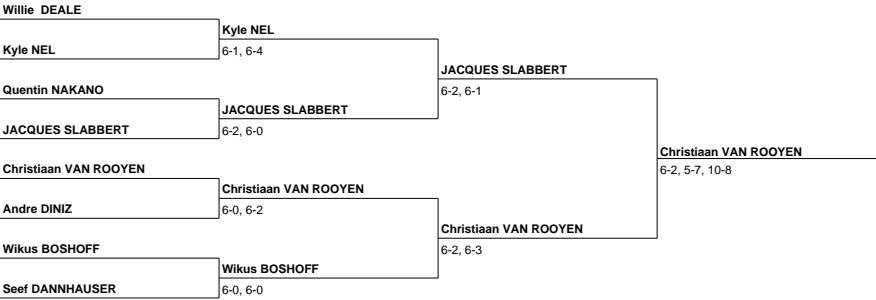 Willie  DEALE
Kyle NEL
Kyle NEL
6-1, 6-4
JACQUES SLABBERT
6-2, 6-1
Quentin NAKANO
JACQUES SLABBERT
JACQUES SLABBERT
6-2, 6-0
Christiaan VAN ROOYEN
6-2, 5-7, 10-8
Christiaan VAN ROOYEN
Christiaan VAN ROOYEN
Andre DINIZ
6-0, 6-2
Christiaan VAN ROOYEN
6-2, 6-3
Wikus BOSHOFF
Wikus BOSHOFF
Seef DANNHAUSER
6-0, 6-0